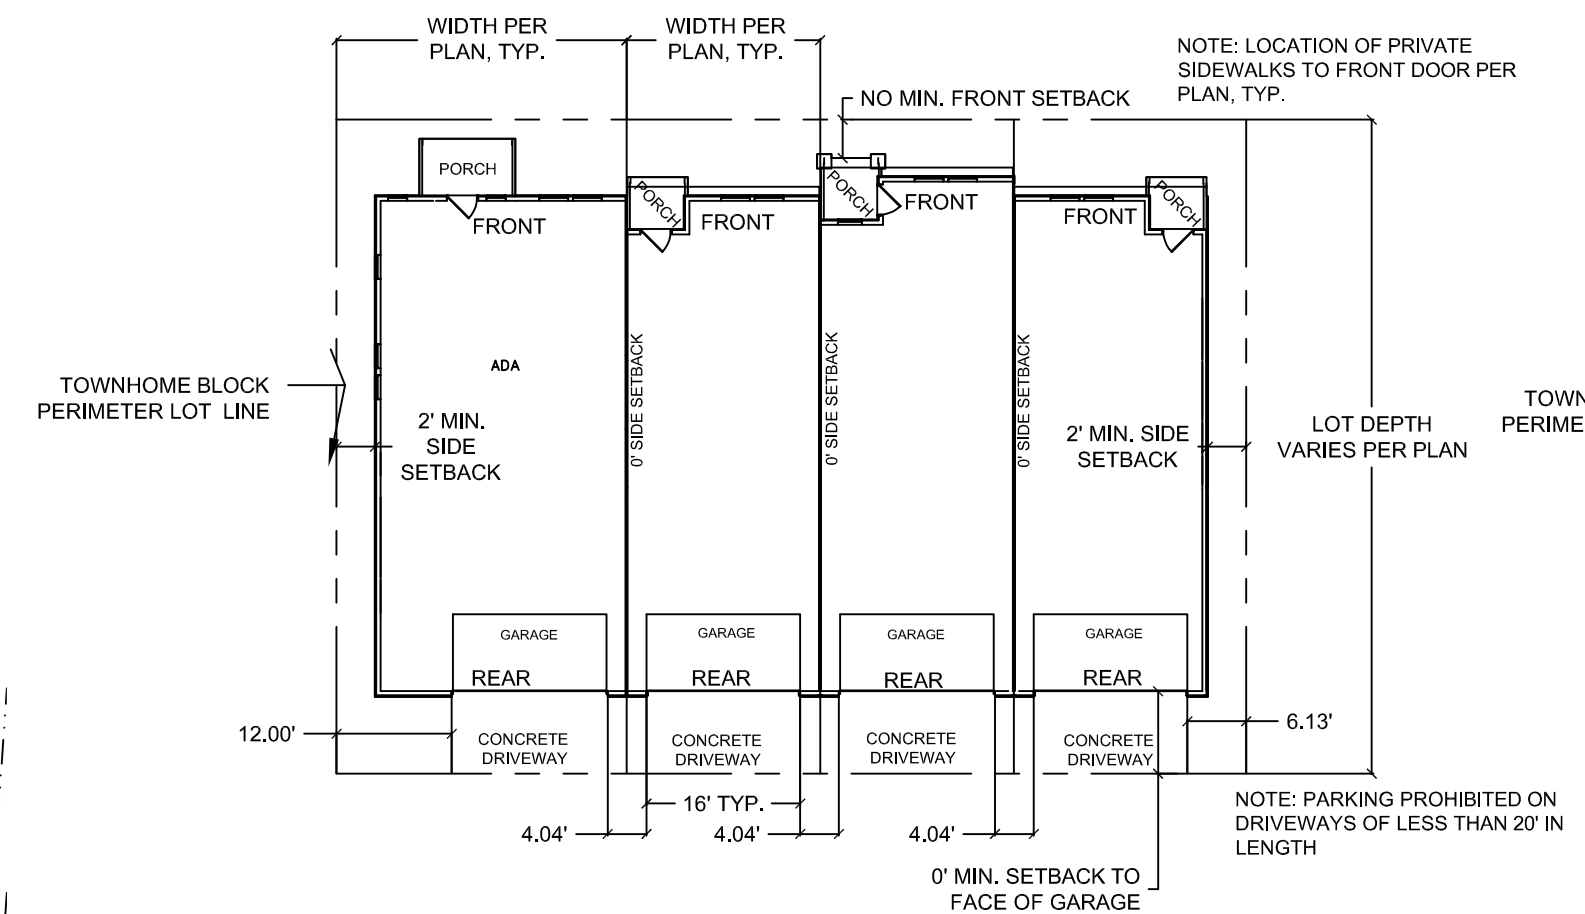 WIDTH PER
PLAN, TYP.
WIDTH PER
PLAN, TYP.
NOTE: LOCATION OF PRIVATE
SIDEWALKS TO FRONT DOOR PER
PLAN, TYP.
NO MIN. FRONT SETBACK
PORCH
PORCH
PORCH
PORCH
FRONT
FRONT
FRONT
FRONT
ADA
0' SIDE SETBACK
0' SIDE SETBACK
0' SIDE SETBACK
TOWNHOME BLOCK
PERIMETER LOT LINE
2' MIN.
SIDE
SETBACK
2' MIN. SIDE
SETBACK
LOT DEPTH
VARIES PER PLAN
TOWN
PERIME
GARAGE
GARAGE
GARAGE
GARAGE
REAR
REAR
REAR
REAR
12.00'
CONCRETE
DRIVEWAY
CONCRETE
DRIVEWAY
CONCRETE
DRIVEWAY
CONCRETE
DRIVEWAY
6.13'
16' TYP.
4.04'
4.04'
4.04'
NOTE: PARKING PROHIBITED ON
DRIVEWAYS OF LESS THAN 20' IN
LENGTH
0' MIN. SETBACK TO
FACE OF GARAGE